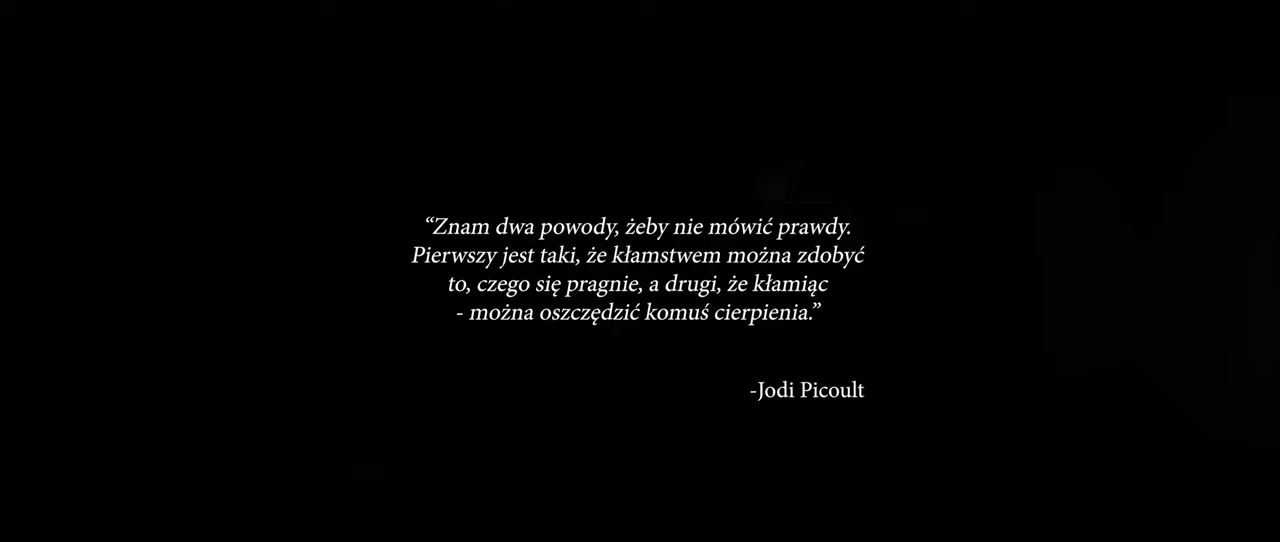 “Znam dwa powody, żeby nie mówić prawdy.
Pierwszy jest taki, że kłamstwem można zdobyć
to, czego się pragnie, a drugi, że kłamiąc
- można oszczędzić komuś cierpienia.”
-Jodi Picoult